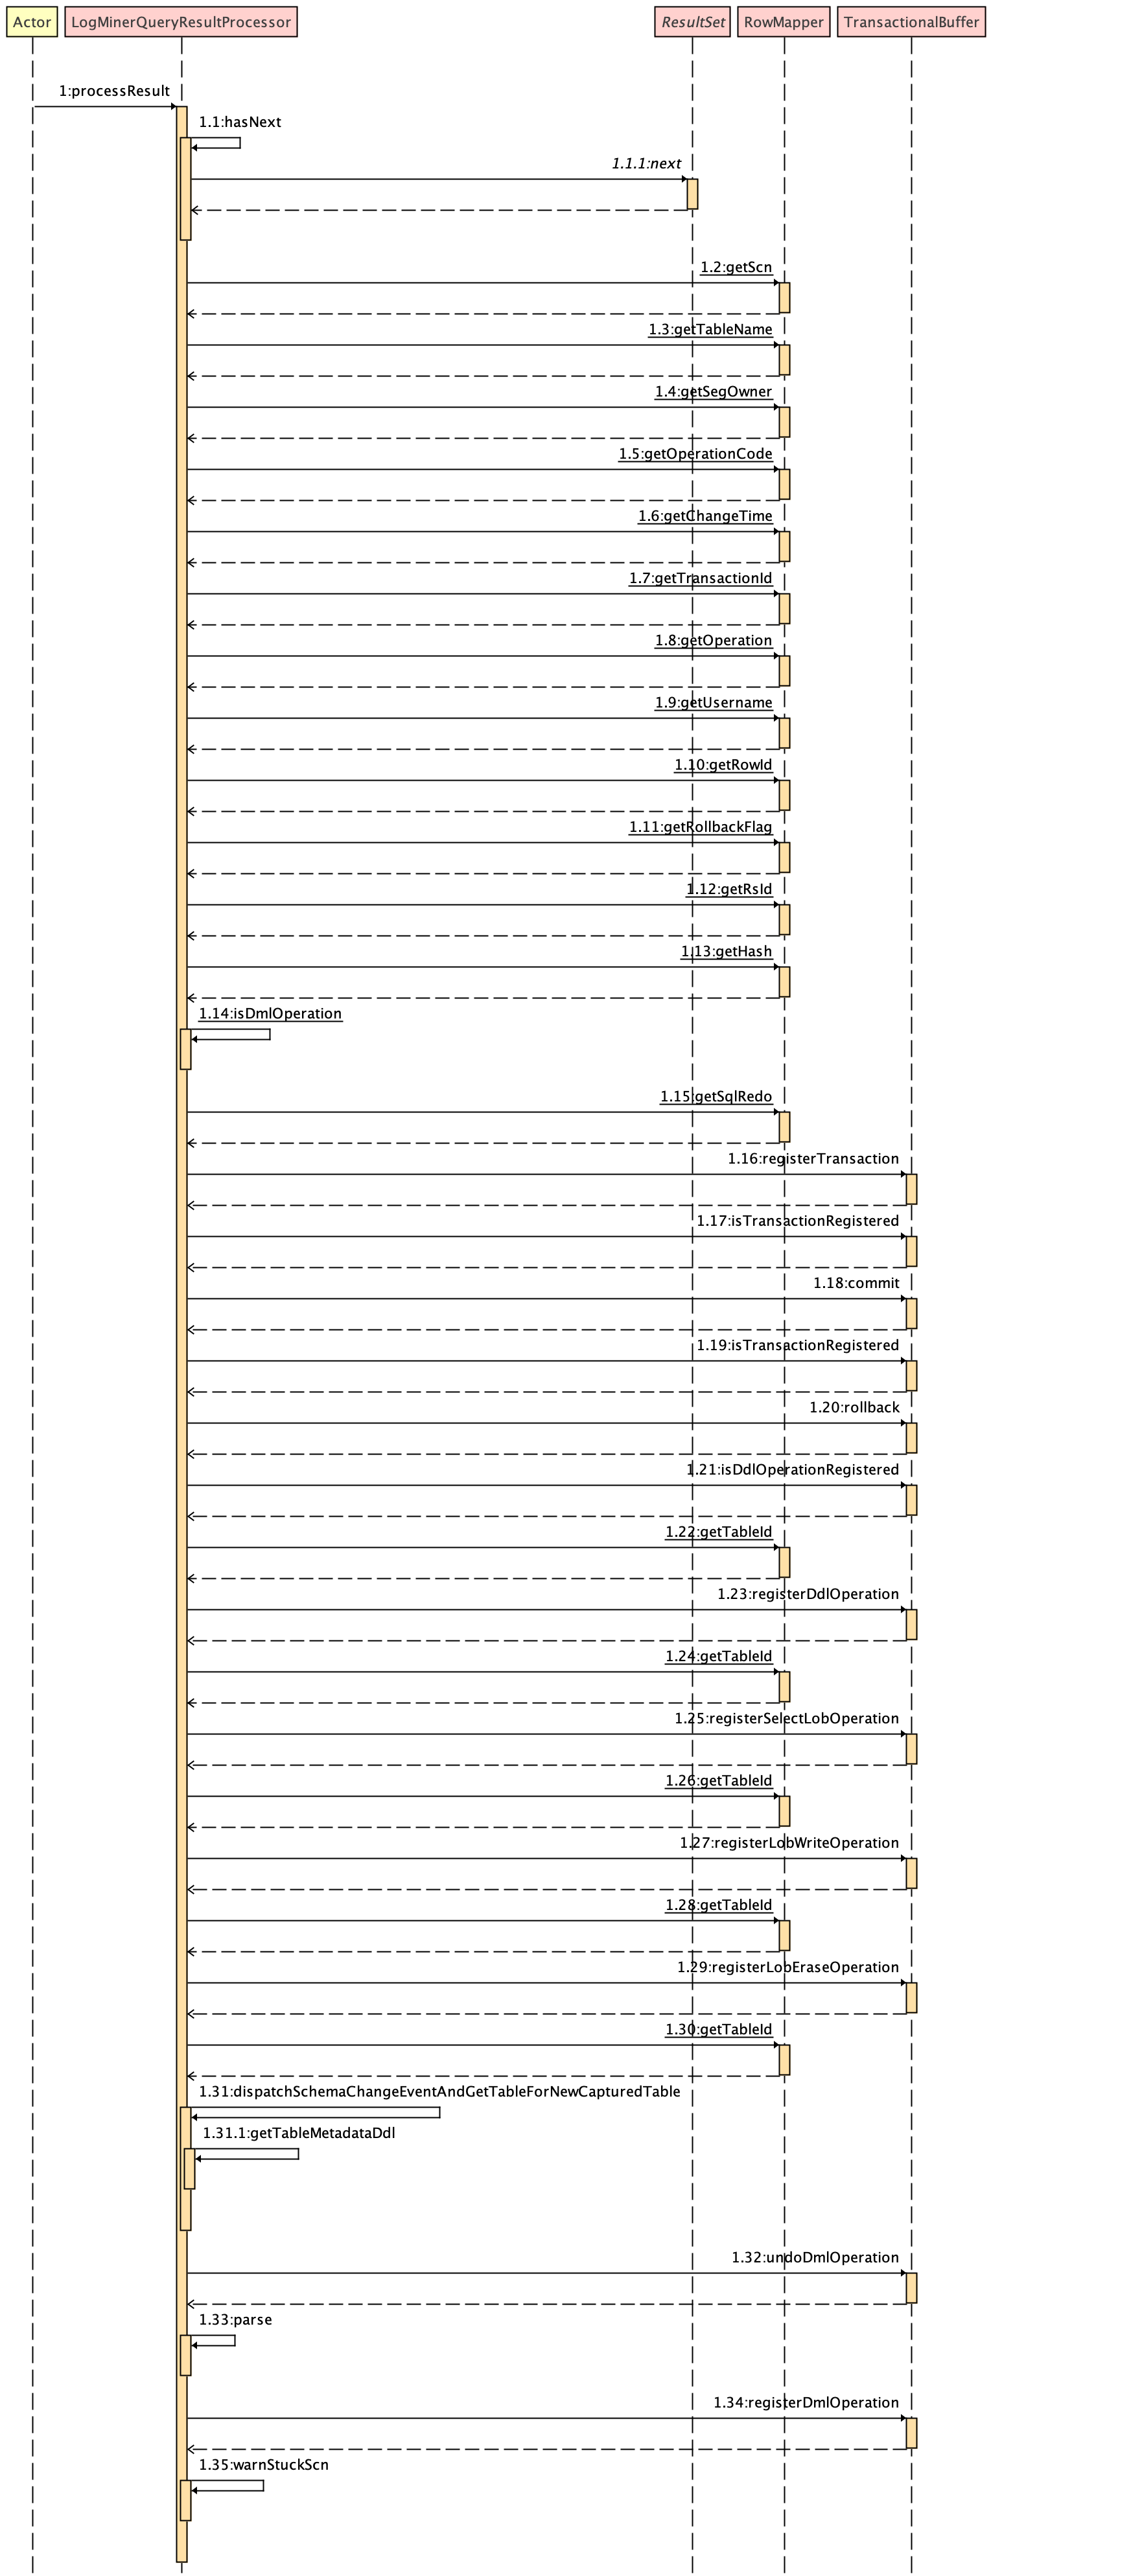 Actor
LogMinerQueryResultProcessor
ResultSet
RowMapper
TransactionalBuffer
1:processResult
1.1:hasNext
1.1.1:next
1.2:getScn
1.3:getTableName
1.4:getSegOwner
1.5:getOperationCode
1.6:getChangeTime
1.7:getTransactionId
1.8:getOperation
1.9:getUsername
1.10:getRowId
1.11:getRollbackFlag
1.12:getRsId
1.13:getHash
1.14:isDmlOperation
1.15:getSqlRedo
1.16:registerTransaction
1.17:isTransactionRegistered
1.18:commit
1.19:isTransactionRegistered
1.20:rollback
1.21:isDdlOperationRegistered
1.22:getTableId
1.23:registerDdlOperation
1.24:getTableId
1.25:registerSelectLobOperation
1.26:getTableId
1.27:registerLobWriteOperation
1.28:getTableId
1.29:registerLobEraseOperation
1.30:getTableId
1.31:dispatchSchemaChangeEventAndGetTableForNewCapturedTable
1.31.1:getTableMetadataDdl
1.32:undoDmlOperation
1.33:parse
1.34:registerDmlOperation
1.35:warnStuckScn